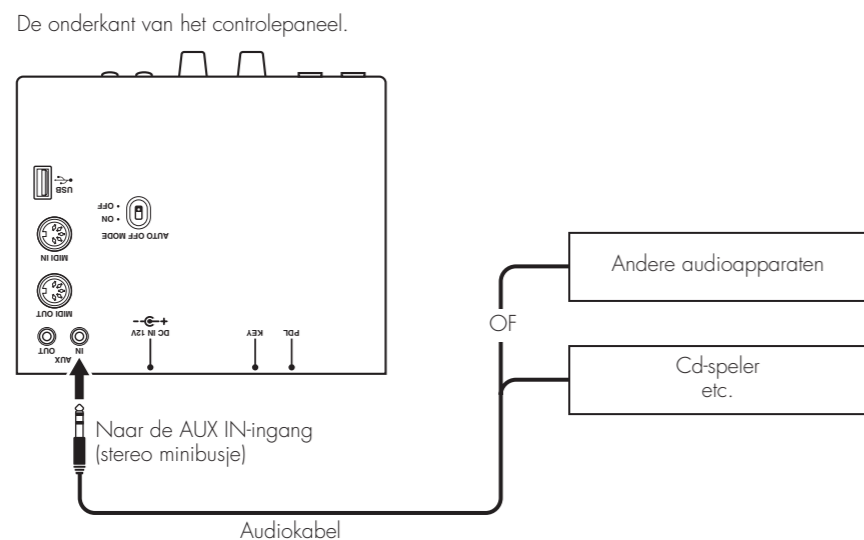 De onderkant van het controlepaneel.
USB
OFF •
ON •
AUTO OFF MODE
MIDI IN
MIDI OUT
OUT
IN
AUX
DC IN 12V
KEY
PDL
Andere audioapparaten
OF
Cd-speler
etc.
Naar de AUX IN-ingang
(stereo minibusje)
Audiokabel